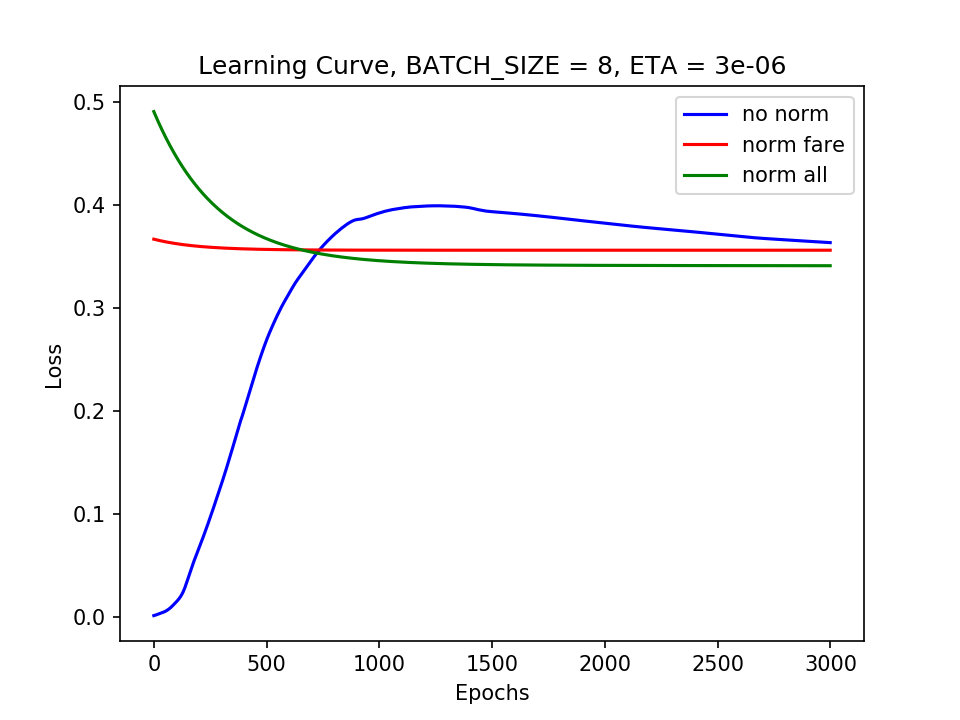 Learning Curve, BATCH_SIZE = 8, ETA = 3e-06
no norm
norm fare
norm all
0.5
0.4
0.3
0.2
0.1
0.0
Loss
0 500 1000 1500 2000 2500 3000
Epochs